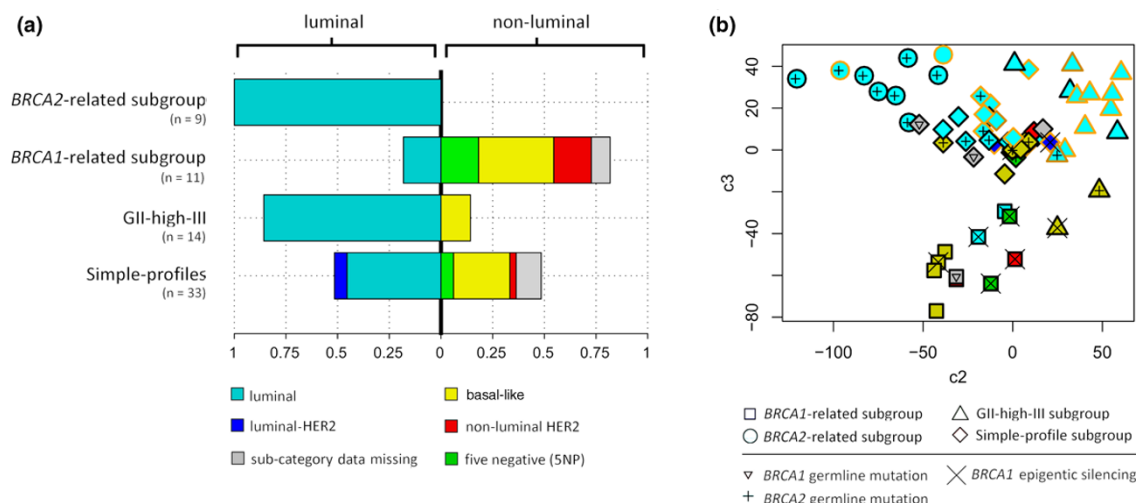 (a)
luminal
non-luminal
BRCA2-related subgroup
(n = 9)
BRCA1-related subgroup
(n = 11)
GII-high-III
(n = 14)
Simple-profiles
(n = 33)
1 0.75 0.5 0.25 0 0.25 0.5 0.75 1
luminal
basal-like
luminal-HER2
non-luminal HER2
sub-category data missing
five negative (5NP)
(b)
40
20
0
-40
-80
c3
-100 -50 0 50
c2
BRCA1-related subgroup
GII-high-III subgroup
BRCA2-related subgroup
Simple-profile subgroup
BRCA1 germline mutation
BRCA1 epigentic silencing
BRCA2 germline mutation